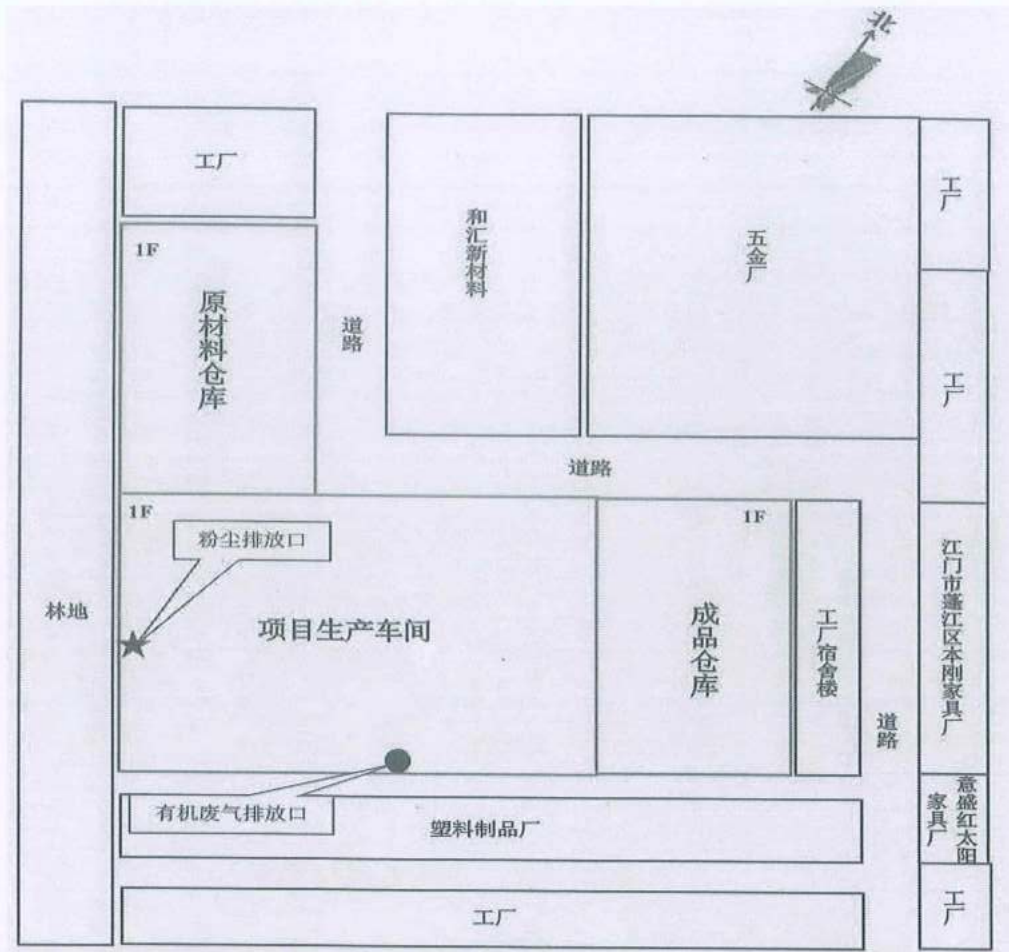 北
工厂
1F
原材料仓库
道路
和汇新材料
五金厂
工厂
工厂
道路
1F
粉尘排放口
林地
项目生产车间
1F
成品仓库
工厂宿舍楼
道路
江门市蓬江区本刚家具厂
有机废气排放口
塑料制品厂
意盛红太阳
家具厂
工厂
工厂